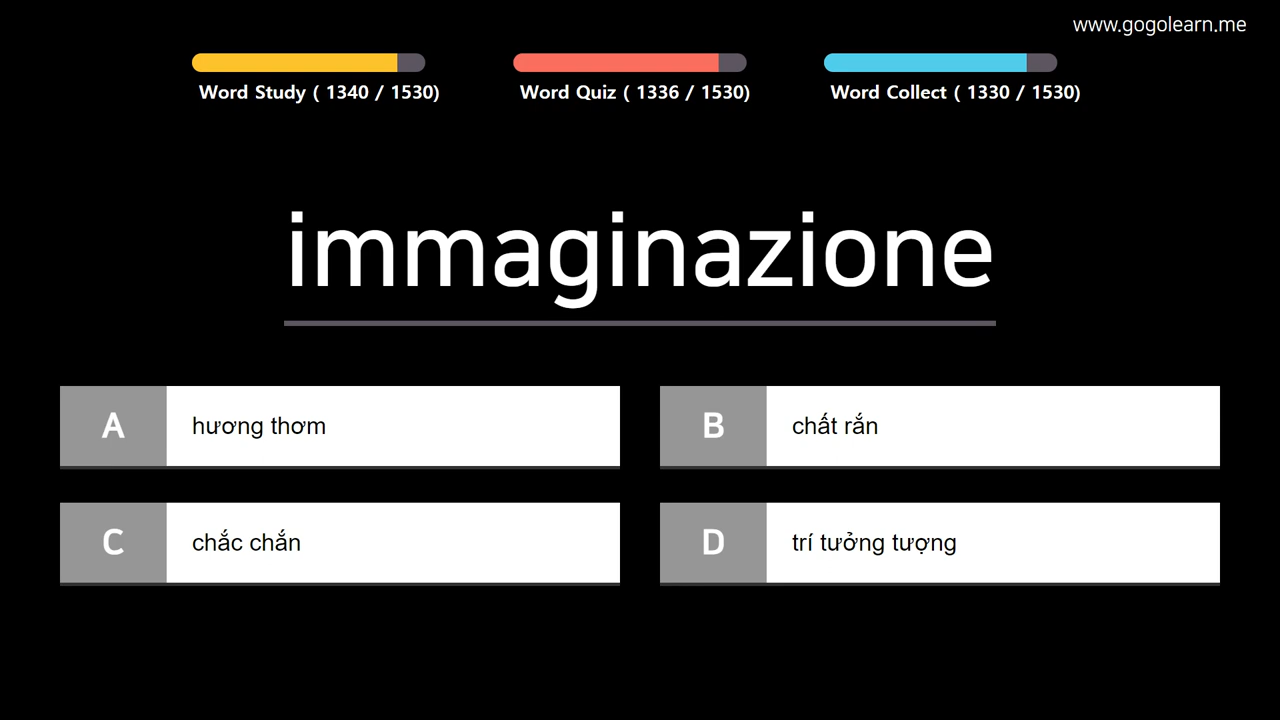 www.gogolearn.me
Word Study ( 1340 / 1530)
Word Quiz ( 1336 / 1530)
Word Collect ( 1330 / 1530)
immaginazione
A hương thơm
B chất rắn
C chắc chắn
D trí tưởng tượng